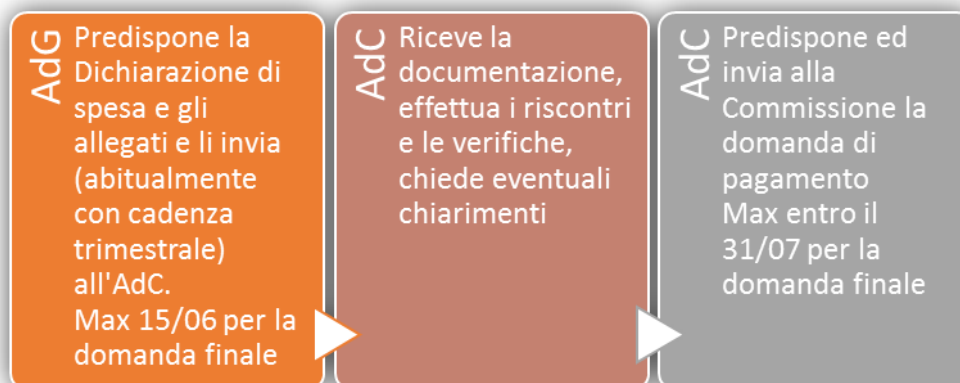 AdG
Predispone la
Dichiarazione di
spesa e gli
allegati e li invia
(abitualmente
con cadenza
trimestrale)
all'AdC.
Max 15/06 per la
domanda finale
AdC
Riceve la
documentazione,
effettua i riscontri
e le verifiche,
chiede eventuali
chiarimenti
AdC
Predispone ed
invia alla
Commissione la
domanda di
pagamento
Max entro il
31/07 per la
domanda finale